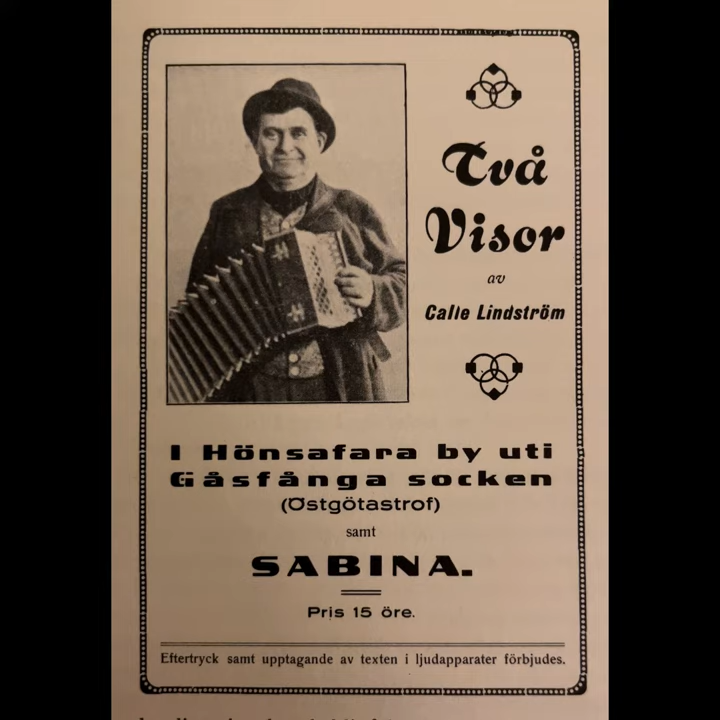 Två
Visor
av
Calle Lindström
I Hönsafara by uti
Gåsfånga socken
(Östgötastrof)
samt
SABINA.
Pris 15 öre.
Eftertryck samt upptagande av texten i ljudapparater förbjudes.